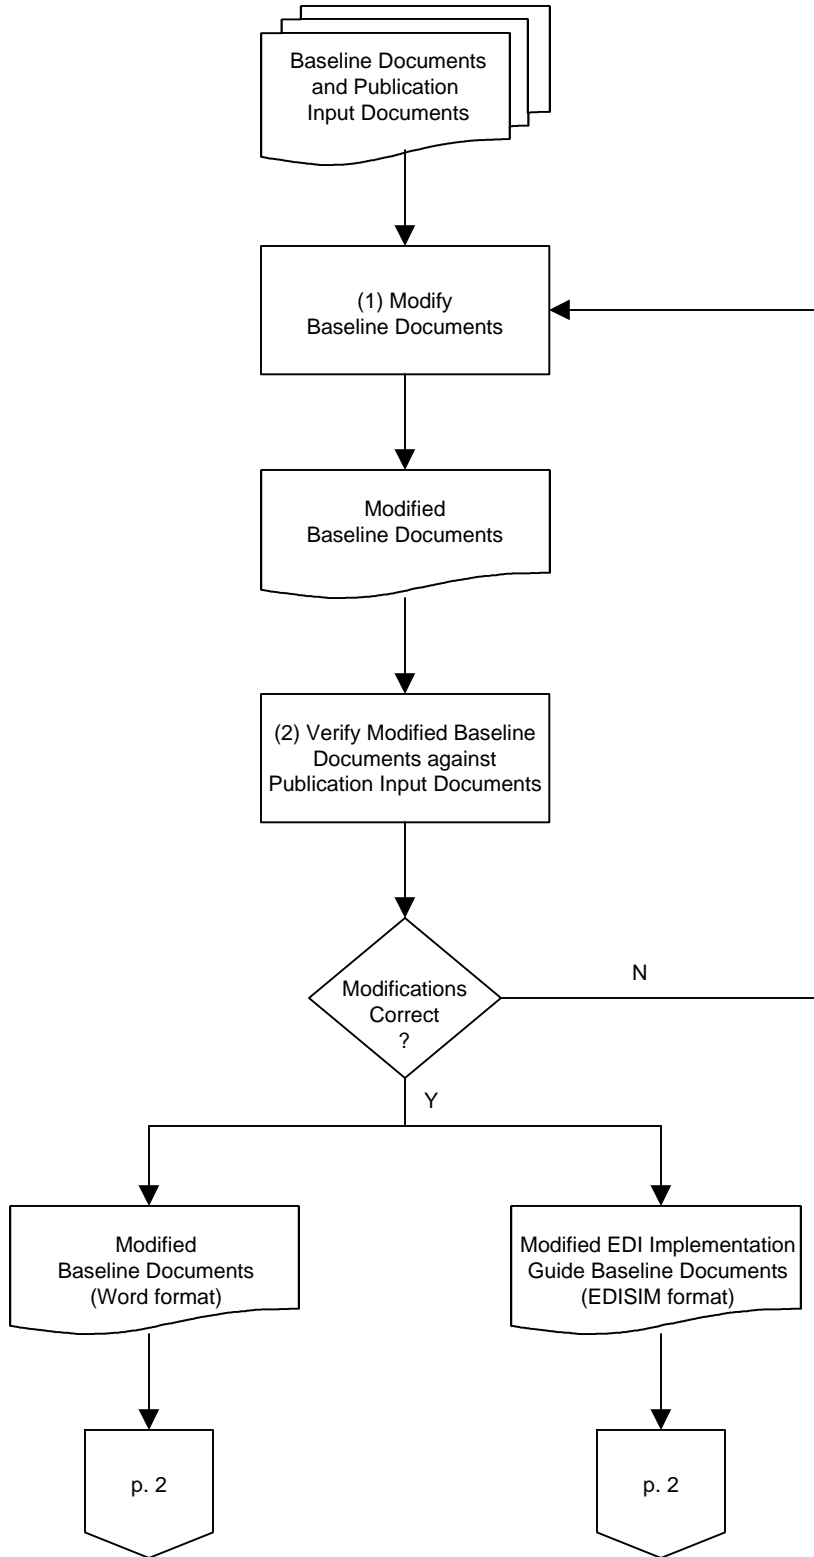 Baseline Documents
and Publication
Input Documents
(1) Modify
Baseline Documents
Modified
Baseline Documents
(2) Verify Modified Baseline
Documents against
Publication Input Documents
Modifications
Correct
?
N
Y
Modified
Baseline Documents
(Word format)
Modified EDI Implementation
Guide Baseline Documents
(EDISIM format)
p. 2
p. 2